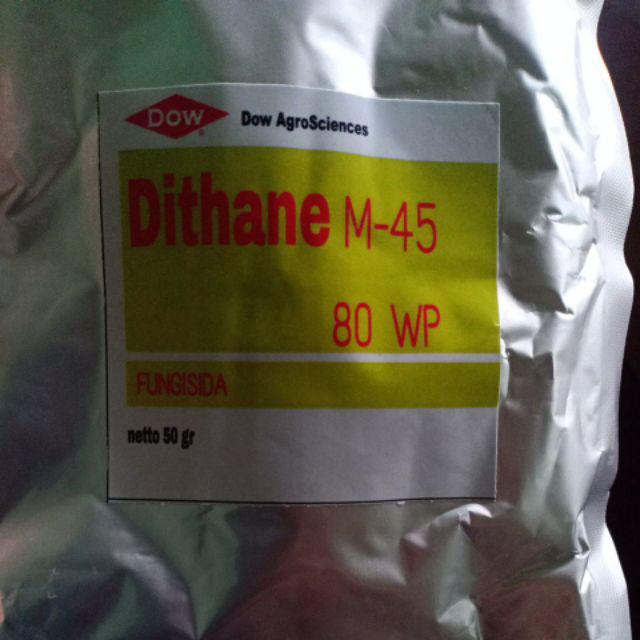 DOW
Dow AgroSciences
Dithane M-45
80 WP
FUNGISIDA
netto 50 gr